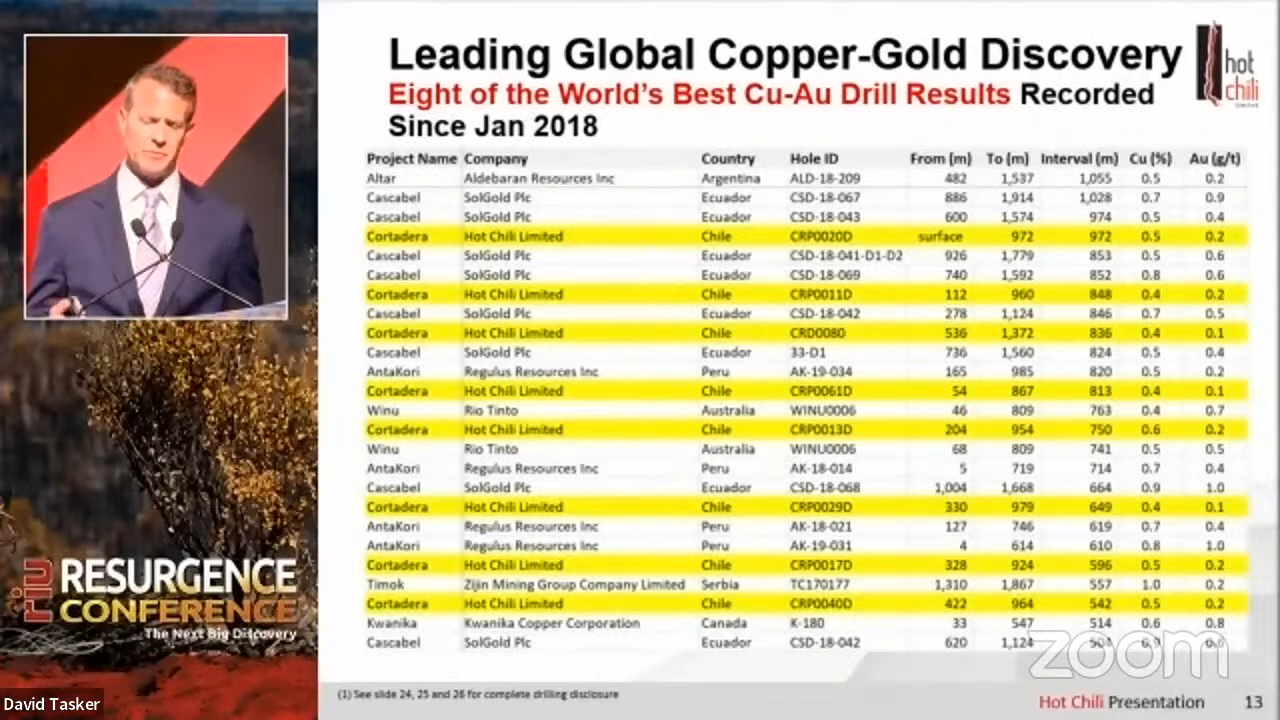 Leading Global Copper-Gold Discovery
Eight of the World's Best Cu-Au Drill Results Recorded
Since Jan 2018
hot
chili
Project Name Company Country Hole ID From (m) To (m) Interval (m) Cu (%) Au (g/t)
Altar Aldebaran Resources Inc Argentina ALD-18-209 482 1,537 1,055 0.5 0.2
Cascabel SolGold Plc Ecuador CSD-18-067 886 1,914 1,028 0.7 0.9
Cascabel SolGold Plc Ecuador CSD-18-043 600 1,574 974 0.5 0.4
Cortadera Hot Chili Limited Chile CRP0020D surface 972 972 0.5 0.2
Cascabel SolGold Plc Ecuador CSD-18-041-D1-D2 926 1,779 853 0.5 0.6
Cascabel SolGold Plc Ecuador CSD-18-069 740 1,592 852 0.8 0.6
Cortadera Hot Chili Limited Chile CRP0011D 112 960 848 0.4 0.2
Cascabel SolGold Plc Ecuador CSD-18-042 278 1,124 846 0.7 0.5
Cortadera Hot Chili Limited Chile CRD0080 536 1,372 836 0.4 0.1
Cascabel SolGold Plc Ecuador 33-D1 736 1,560 824 0.5 0.4
AntaKori Regulus Resources Inc Peru AK-19-034 165 985 820 0.5 0.2
Cortadera Hot Chili Limited Chile CRP0061D 54 867 813 0.4 0.1
Winu Rio Tinto Australia WINU0006 46 809 763 0.4 0.7
Cortadera Hot Chili Limited Chile CRP0013D 204 954 750 0.6 0.2
Winu Rio Tinto Australia WINU0006 68 809 741 0.5 0.5
AntaKori Regulus Resources Inc Peru AK-18-014 5 719 714 0.7 0.4
Cascabel SolGold Plc Ecuador CSD-18-068 1,004 1,668 664 0.9 1.0
Cortadera Hot Chili Limited Chile CRP0029D 330 979 649 0.4 0.1
AntaKori Regulus Resources Inc Peru AK-18-021 127 746 619 0.7 0.4
AntaKori Regulus Resources Inc Peru AK-19-031 4 614 610 0.8 1.0
Cortadera Hot Chili Limited Chile CRP0017D 328 924 596 0.5 0.2
Timok Zijin Mining Group Company Limited Serbia TC170177 1,310 1,867 557 1.0 0.2
Cortadera Hot Chili Limited Chile CRP0040D 422 964 542 0.5 0.2
Kwanika Kwanika Copper Corporation Canada K-180 33 547 514 0.6 0.8
Cascabel SolGold Plc Ecuador CSD-18-042 620 1,124
zoom
(1) See slide 24, 25 and 26 for complete drilling disclosure
Hot Chili Presentation 13
riu RESURGENCE
CONFERENCE
The Next Big Discovery
David Tasker